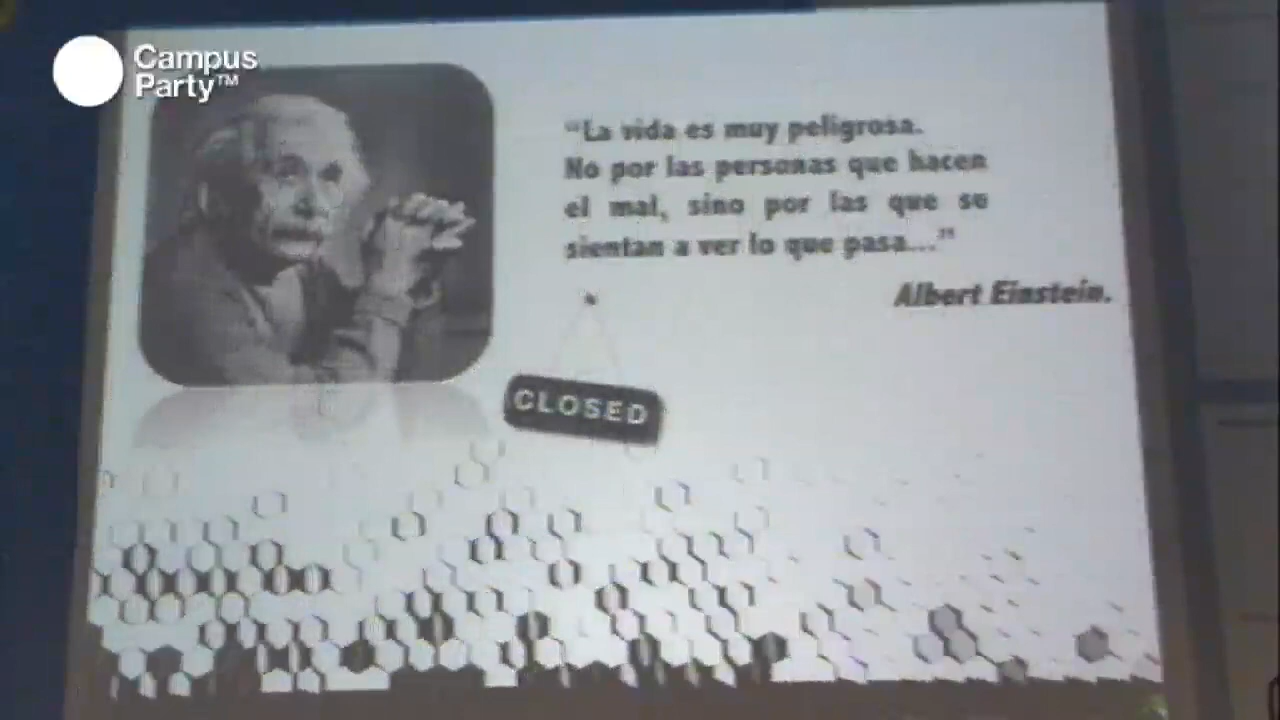 Campus
Party™
“La vida es muy peligrosa.
No por las personas que hacen
el mal, sino por las que se
sientan a ver lo que pasa....”
Albert Einstein.
CLOSED